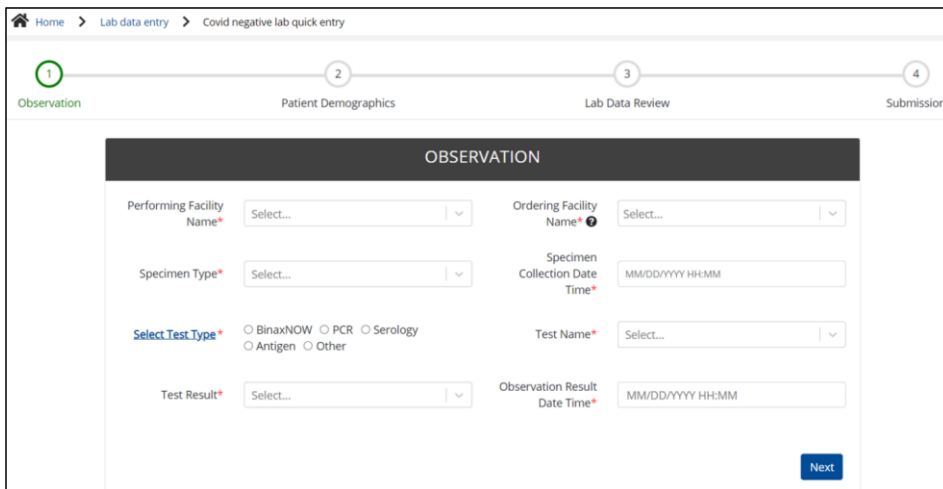 Home > Lab data entry > Covid negative lab quick entry
1 2 3 4
Observation Patient Demographics Lab Data Review Submission
OBSERVATION
Performing Facility Name* Select... Ordering Facility Name* ? Select...
Specimen Type* Select... Specimen Collection Date Time* MM/DD/YYYY HH:MM
Select Test Type* BinaxNOW PCR Serology
Antigen Other
Test Name* Select...
Test Result* Select... Observation Result Date Time* MM/DD/YYYY HH:MM
Next